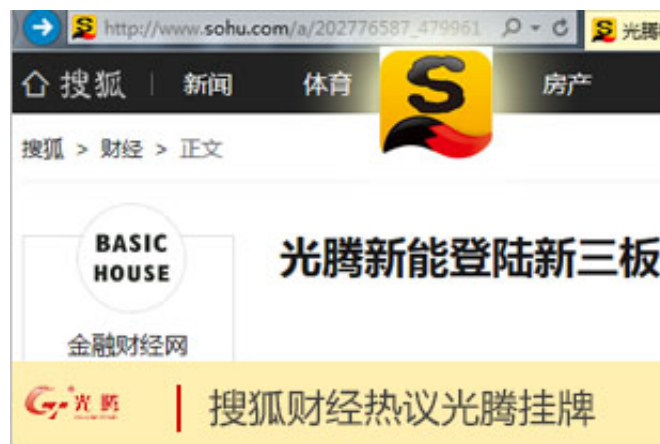 http://www.sohu.com/a/202776587_479961
光腾
搜狐 新闻 体育 房产
搜狐 > 财经 > 正文
BASIC
HOUSE
光腾新能登陆新三板
金融财经网
光腾 搜狐财经热议光腾挂牌